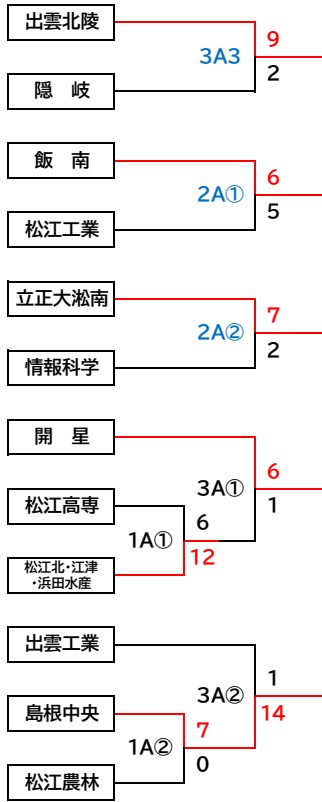 出雲北陵
9
3A3
2
隠　岐
飯　南
6
2A①
5
松江工業
立正大淞南
7
2A②
2
情報科学
開　星
6
3A①
1
松江高専
6
1A①
12
松江北・江津
・浜田水産
出雲工業
1
3A②
14
島根中央
7
1A②
0
松江農林